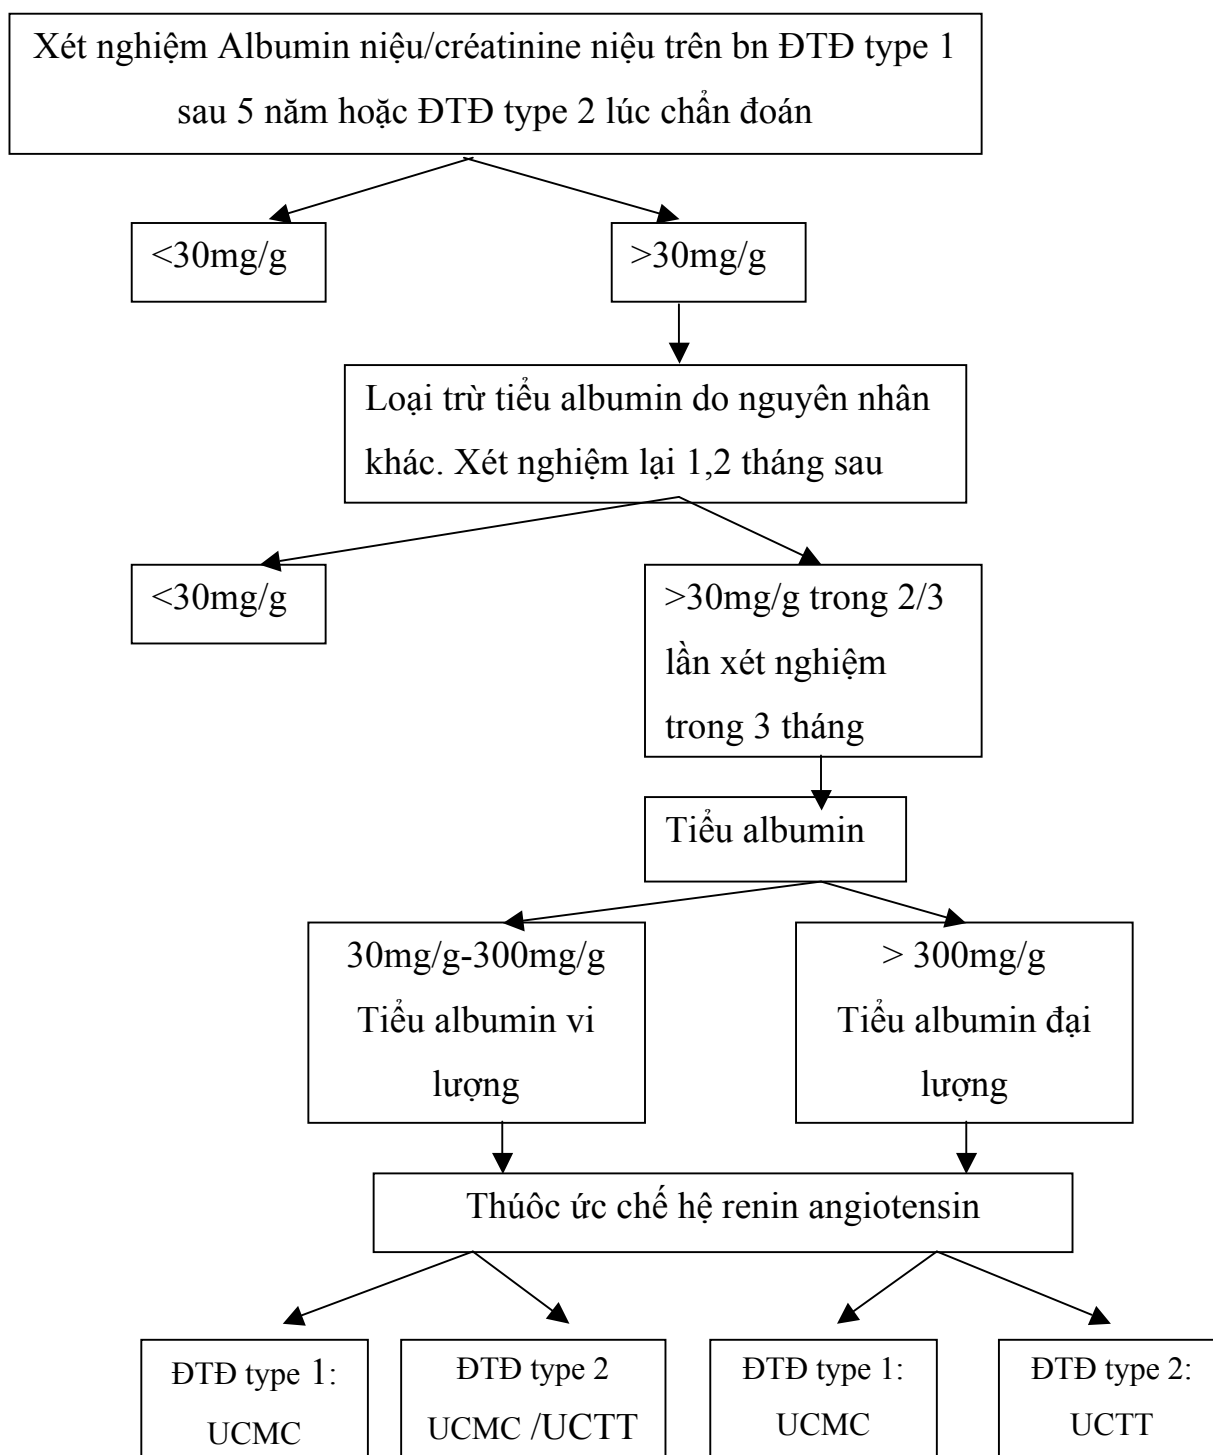 Xét nghiệm Albumin niệu/créatinine niệu trên bn ĐTĐ type 1
sau 5 năm hoặc ĐTĐ type 2 lúc chẩn đoán
<30mg/g
>30mg/g
Loại trừ tiểu albumin do nguyên nhân
khác. Xét nghiệm lại 1,2 tháng sau
<30mg/g
>30mg/g trong 2/3
lần xét nghiệm
trong 3 tháng
Tiểu albumin
30mg/g-300mg/g
Tiểu albumin vi
lượng
> 300mg/g
Tiểu albumin đại
lượng
Thúôc ức chế hệ renin angiotensin
ĐTĐ type 1:
UCMC
ĐTĐ type 2
UCMC /UCTT
ĐTĐ type 1:
UCMC
ĐTĐ type 2:
UCTT